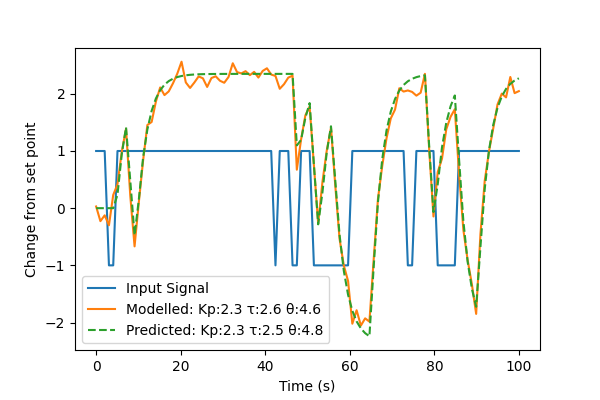 Change from set point
2
1
0
−1
−2
Input Signal
Modelled: Kp:2.3 τ:2.6 θ:4.6
Predicted: Kp:2.3 τ:2.5 θ:4.8
0 20 40 60 80 100
Time (s)